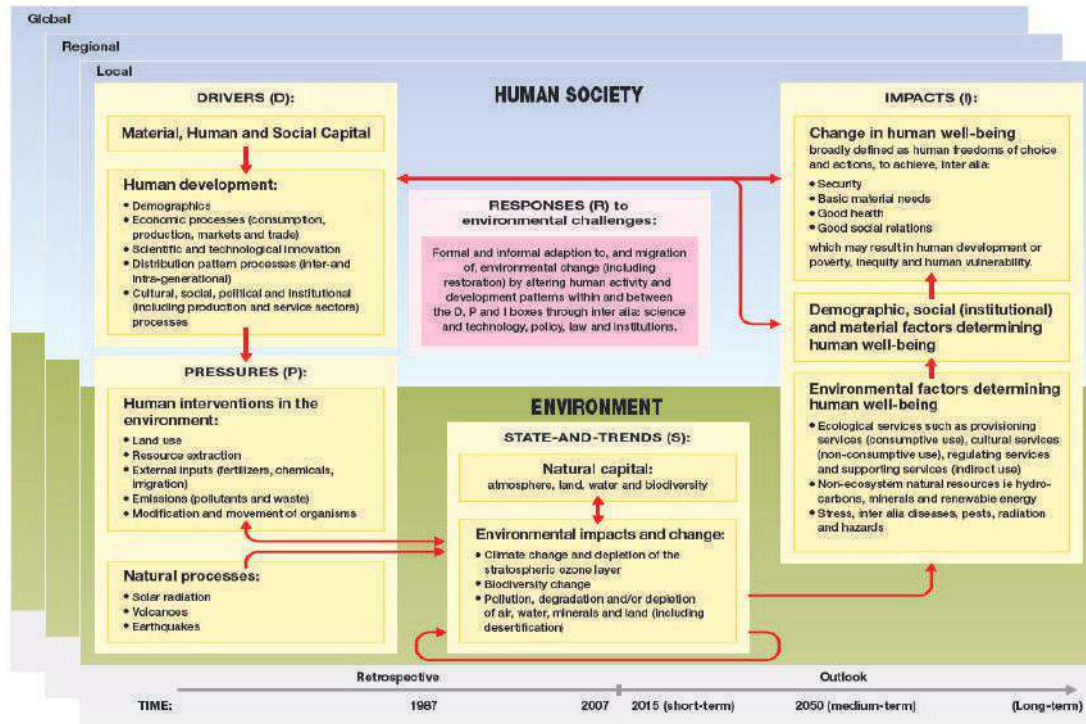 Global
Regional
Local
HUMAN SOCIETY
DRIVERS (D):
Material, Human and Social Capital
Human development:
• Demographics
• Economic processes (consumption,
production, markets and trade)
• Scientific and technological innovation
• Distribution pattern processes (inter-and
intra-generational)
• Cultural, social, political and institutional
(including production and service sectors)
processes
PRESSURES (P):
Human interventions in the
environment:
• Land use
• Resource extraction
• External inputs (fertilizers, chemicals,
irrigation)
• Emissions (pollutants and waste)
• Modification and movement of organisms
Natural processes:
• Solar radiation
• Volcanoes
• Earthquakes
RESPONSES (R) to
environmental challenges:
Formal and informal adaption to, and migration
of, environmental change (including
restoration) by altering human activity and
development patterns within and between
the D, P and I boxes through inter alia: science
and technology, policy, law and institutions.
ENVIRONMENT
STATE-AND-TRENDS (S):
Natural capital:
atmosphere, land, water and biodiversity
Environmental impacts and change:
• Climate change and depletion of the
stratospheric ozone layer
• Biodiversity change
• Pollution, degradation and/or depletion
of air, water, minerals and land (including
desertification)
IMPACTS (I):
Change in human well-being
broadly defined as human freedoms of choice
and actions, to achieve, inter alia:
• Security
• Basic material needs
• Good health
• Good social relations
which may result in human development or
poverty, inequity and human vulnerability.
Demographic, social (institutional)
and material factors determining
human well-being
Environmental factors determining
human well-being
• Ecological services such as provisioning
services (consumptive use), cultural services
(non-consumptive use), regulating services
and supporting services (indirect use)
• Non-ecosystem natural resources ie hydro-
carbons, minerals and renewable energy
• Stress, inter alia diseases, pests, radiation
and hazards
Retrospective
Outlook
TIME:
1987
2007
2015 (short-term)
2050 (medium-term)
(Long-term)